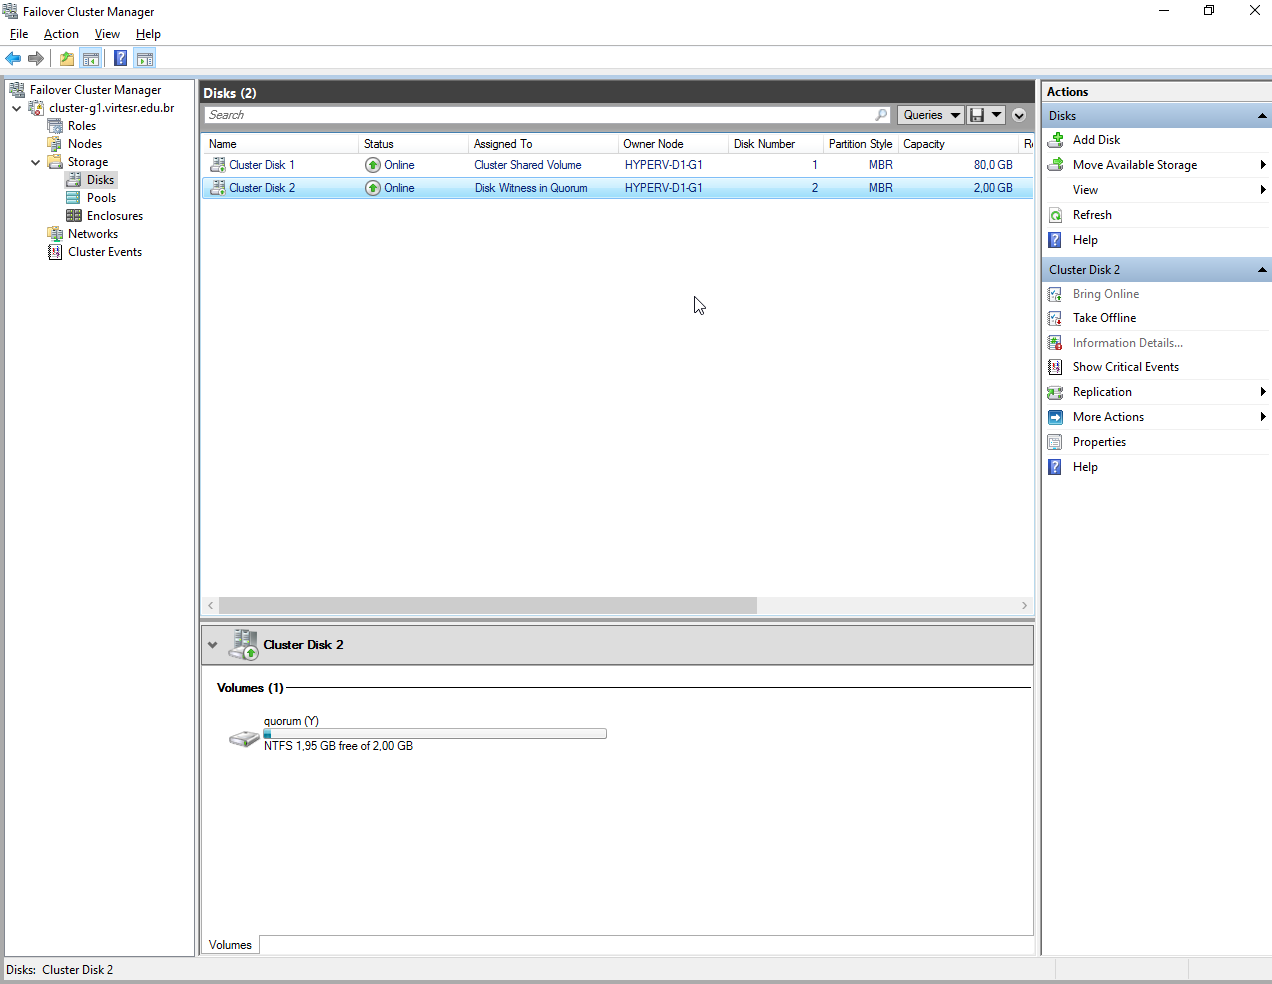 Failover Cluster Manager
File Action View Help
Failover Cluster Manager
cluster-g1.virtesr.edu.br
Roles
Nodes
Storage
Disks
Pools
Enclosures
Networks
Cluster Events
Disks (2)
Search
Queries
Name Status Assigned To Owner Node Disk Number Partition Style Capacity Re
Cluster Disk 1 Online Cluster Shared Volume HYPERV-D1-G1 1 MBR 80,0 GB
Cluster Disk 2 Online Disk Witness in Quorum HYPERV-D1-G1 2 MBR 2,00 GB
Cluster Disk 2
Volumes (1)
quorum (Y)
NTFS 1,95 GB free of 2,00 GB
Volumes
Actions
Disks
Add Disk
Move Available Storage
View
Refresh
Help
Cluster Disk 2
Bring Online
Take Offline
Information Details...
Show Critical Events
Replication
More Actions
Properties
Help
Disks: Cluster Disk 2